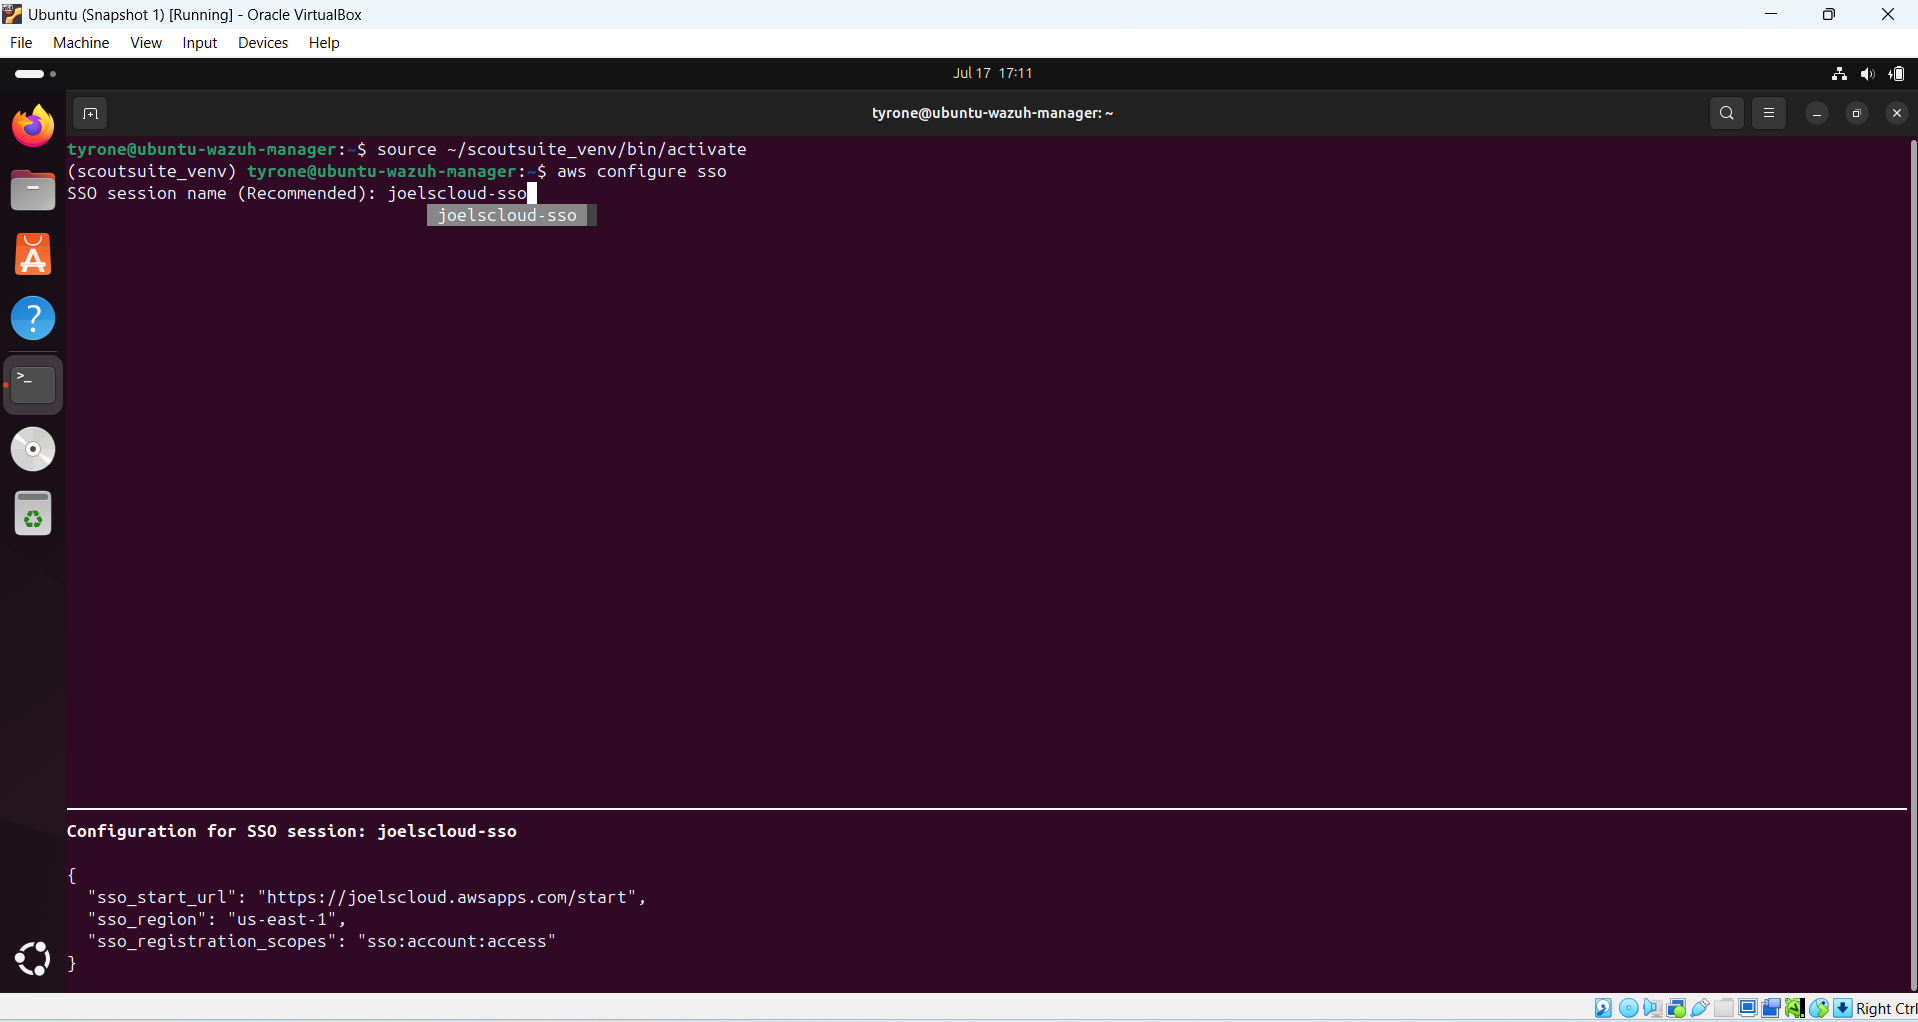 Ubuntu (Snapshot 1) [Running] - Oracle VirtualBox
File Machine View Input Devices Help
Jul 17 17:11
tyrone@ubuntu-wazuh-manager: ~
tyrone@ubuntu-wazuh-manager:~$ source ~/scoutsuite_venv/bin/activate
(scoutsuite_venv) tyrone@ubuntu-wazuh-manager:~$ aws configure sso
SSO session name (Recommended): joelscloud-sso
joelscloud-sso
Configuration for SSO session: joelscloud-sso
{
"sso_start_url": "https://joelscloud.awsapps.com/start",
"sso_region": "us-east-1",
"sso_registration_scopes": "sso:account:access"
}
Right Ctrl